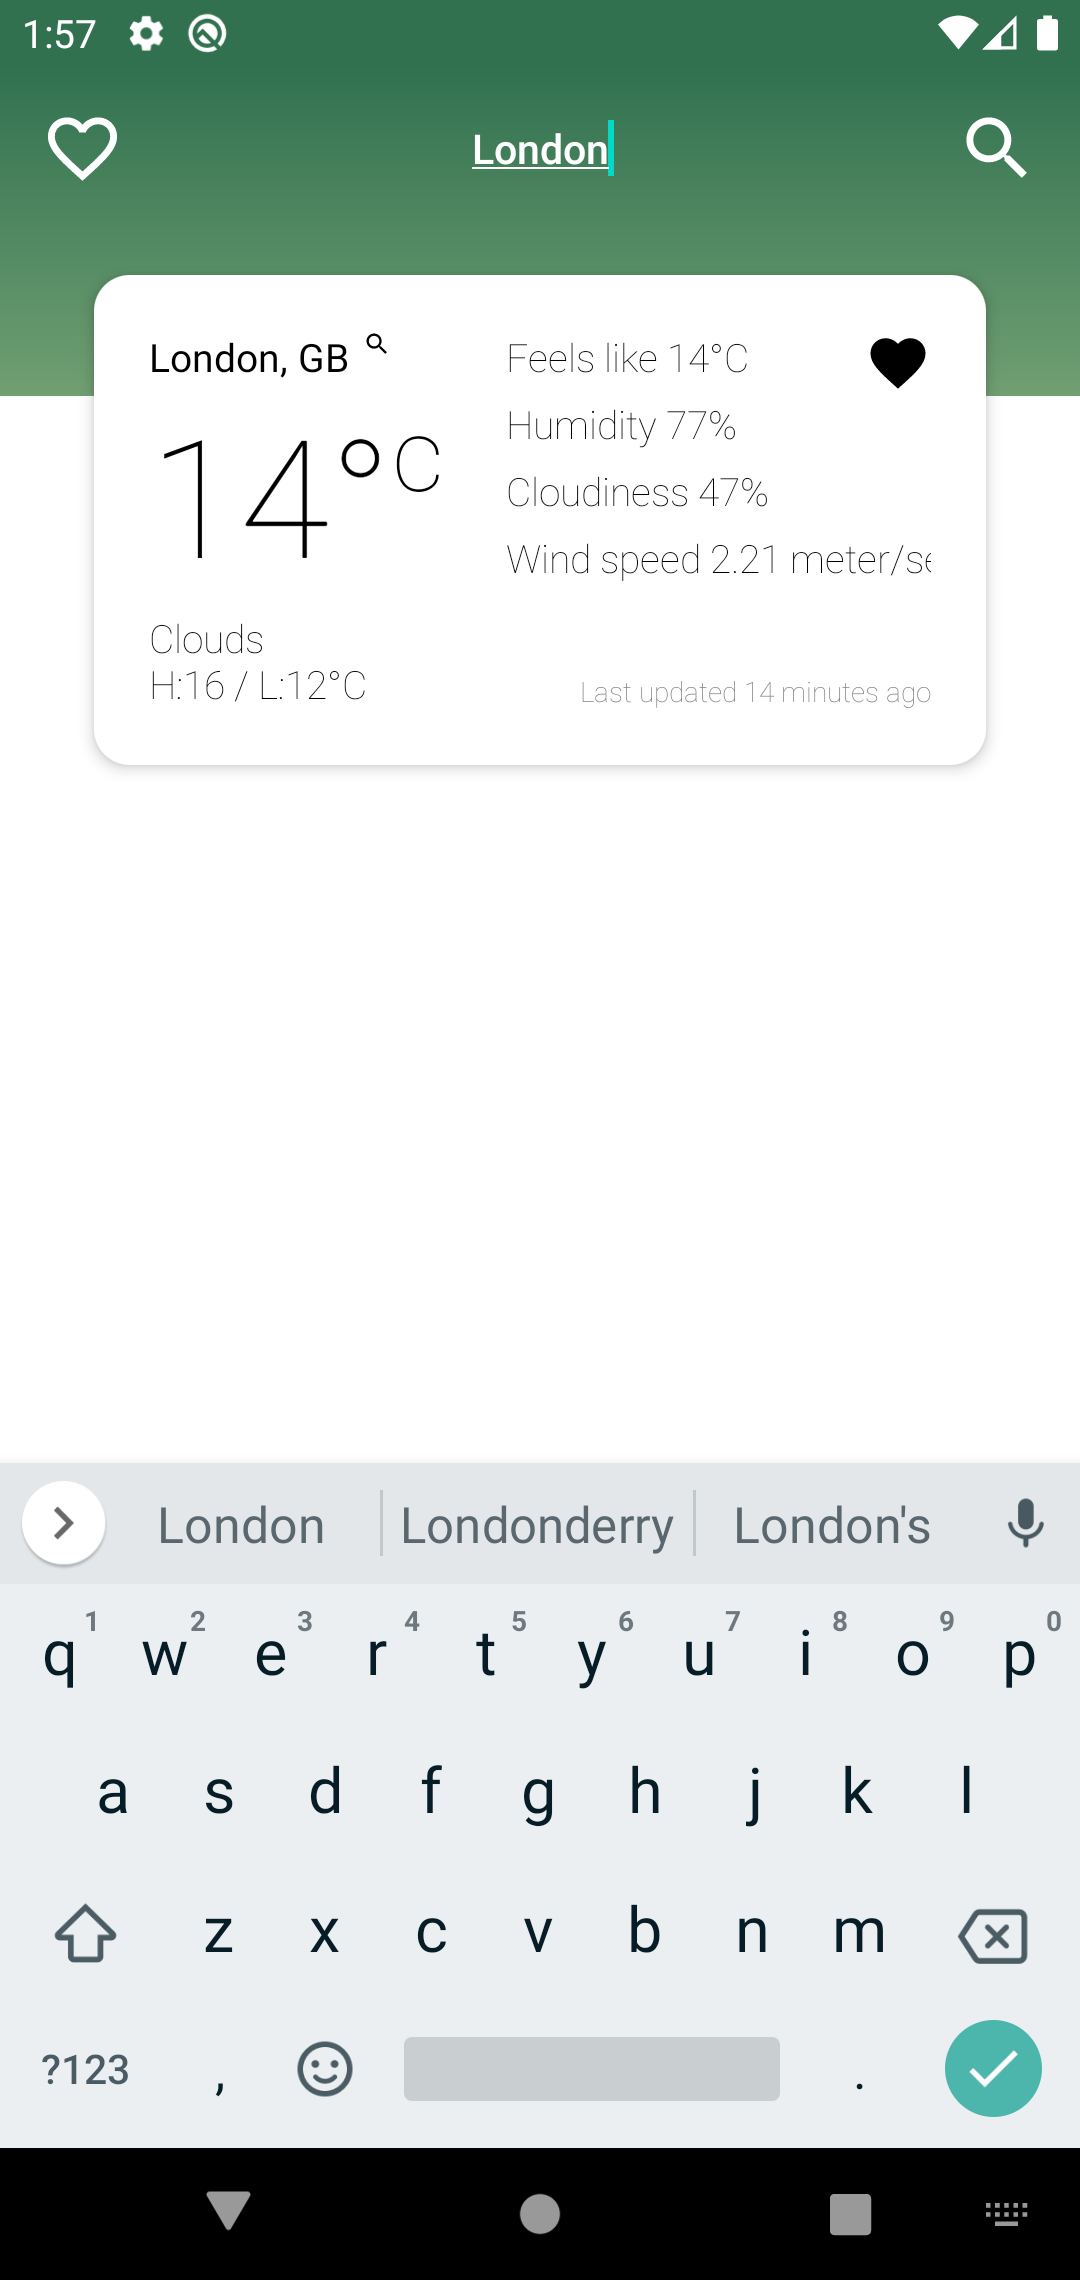 1:57
London
London, GB
14°C
Clouds
H:16 / L:12°C
Feels like 14°C
Humidity 77%
Cloudiness 47%
Wind speed 2.21 meter/se
Last updated 14 minutes ago
London Londonderry London's
1 2 3 4 5 6 7 8 9 0
q w e r t y u i o p
a s d f g h j k l
z x c v b n m
?123 , .